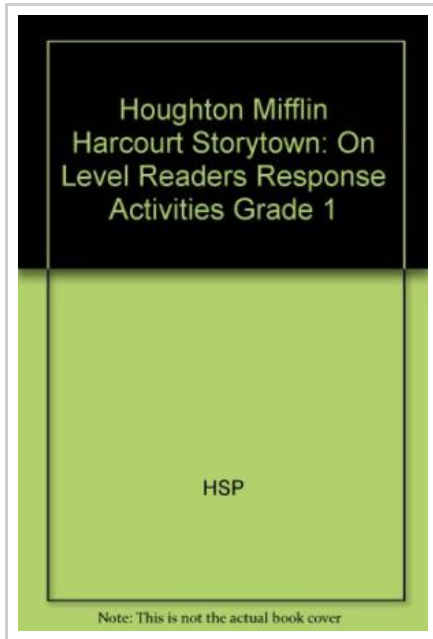 Houghton Mifflin
Harcourt Storytown: On
Level Readers Response
Activities Grade 1
HSP
Note: This is not the actual book cover